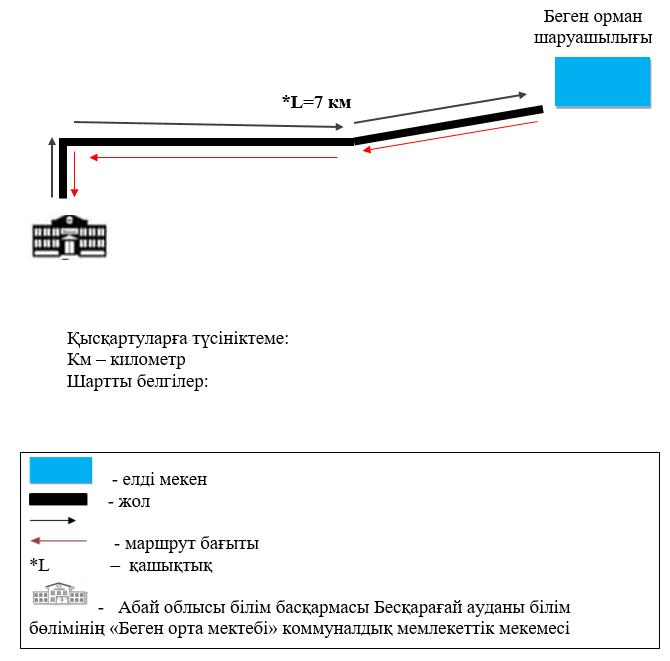 Беген орман
шаруашылығы
*L=7 км
Қысқартуларға түсініктеме:
Км – километр
Шартты белгілер:
- елді мекен
- жол
- маршрут бағыты
*L – қашықтық
- Абай облысы білім басқармасы Бесқарағай ауданы білім
бөлімінің «Беген орта мектебі» коммуналдық мемлекеттік мекемесі